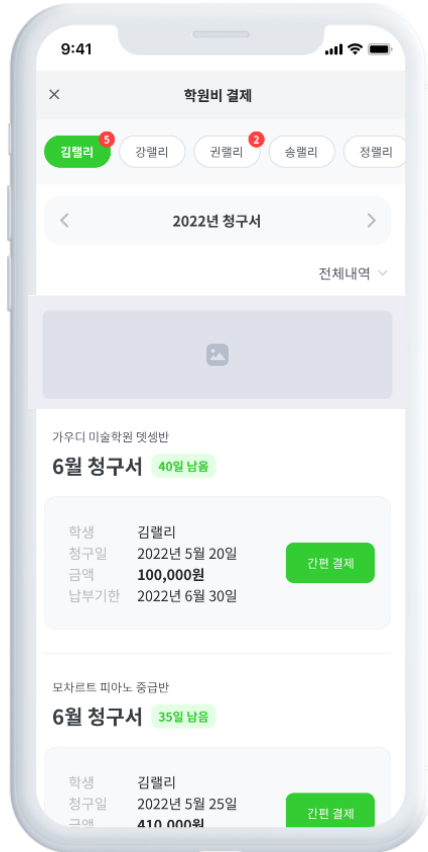 9:41
학원비 결제
김랠리 5 강랠리 권랠리 2 송랠리 정랠리
2022년 청구서
전체내역
가우디 미술학원 뎃셍반
6월 청구서 40일 남음
학생 김랠리
청구일 2022년 5월 20일
금액 100,000원
납부기한 2022년 6월 30일
간편 결제
모차르트 피아노 중급반
6월 청구서 35일 남음
학생 김랠리
청구일 2022년 5월 25일
금액 410,000원
간편 결제